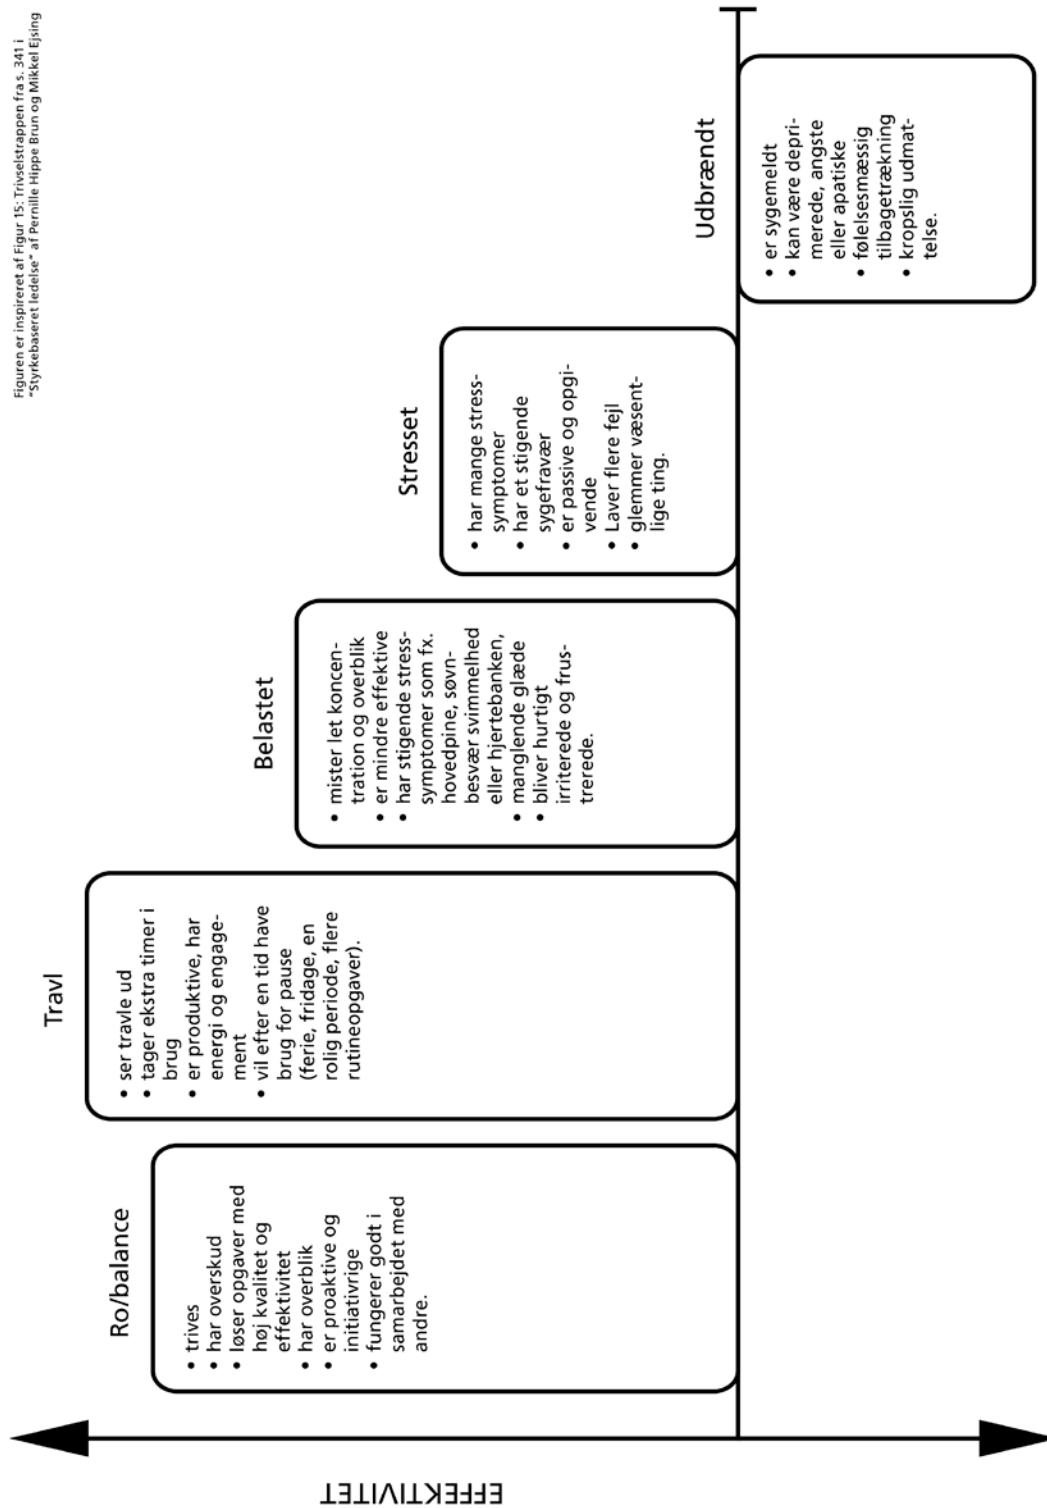 Figuren er inspireret af Figur 15: Trivselstrappen fra s. 341 i
"Styrkebaseret ledelse" af Pernille Hippe Brun og Mikkel Ejsing
EFFEKTIVITET
Ro/balance
• trives
• har overskud
• løser opgaver med
høj kvalitet og
effektivitet
• har overblik
• er proaktive og
initiativrige
• fungerer godt i
samarbejdet med
andre.
Travl
• ser travle ud
• tager ekstra timer i
brug
• er produktive, har
energi og engage-
ment
• vil efter en tid have
brug for pause
(ferie, fridage, en
rolig periode, flere
rutineopgaver).
Belastet
• mister let koncen-
tration og overblik
• er mindre effektive
• har stigende stress-
symptomer som fx.
hovedpine, søvn-
besvær svimmelhed
eller hjertebanken,
• manglende glæde
• bliver hurtigt
irriterede og frus-
trerede.
Stresset
• har mange stress-
symptomer
• har et stigende
sygefravær
• er passive og opgi-
vende
• Laver flere fejl
• glemmer væsent-
lige ting.
Udbrændt
• er sygemeldt
• kan være depri-
merede, angste
eller apatiske
• følelsesmæssig
tilbagetrækning
• kropslig udmat-
telse.